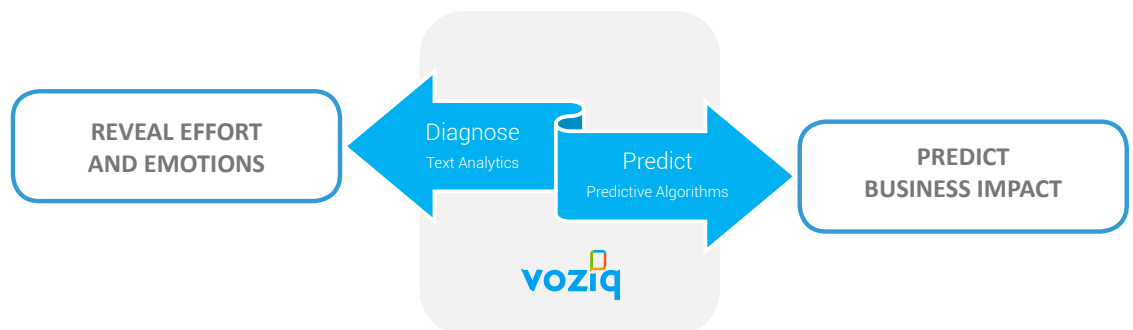 REVEAL EFFORT
AND EMOTIONS
Diagnose
Text Analytics
Predict
Predictive Algorithms
PREDICT
BUSINESS IMPACT
voziq